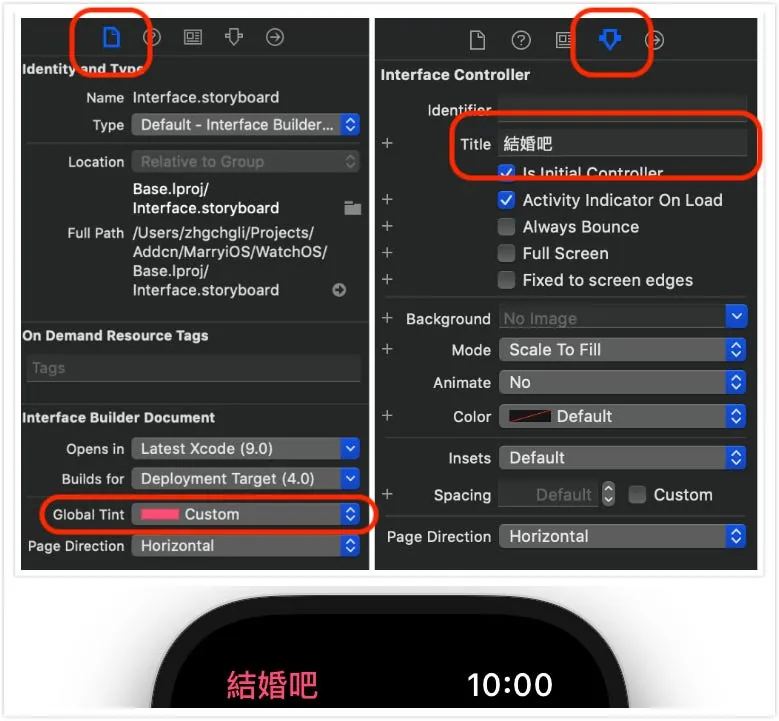 Identity and Type
Name Interface.storyboard
Type Default - Interface Builder...
Location Relative to Group
Base.lproj/
Interface.storyboard
Full Path /Users/zhgchgli/Projects/
Addcn/MarryiOS/WatchOS/
Base.lproj/
Interface.storyboard
On Demand Resource Tags
Tags
Interface Builder Document
Opens in Latest Xcode (9.0)
Builds for Deployment Target (4.0)
Global Tint Custom
Page Direction Horizontal
Interface Controller
Identifier
Title 結婚吧
Is Initial Controller
Activity Indicator On Load
Always Bounce
Full Screen
Fixed to screen edges
Background No Image
Mode Scale To Fill
Animate No
Color Default
Insets Default
Spacing Default Custom
Page Direction Horizontal
結婚吧 10:00